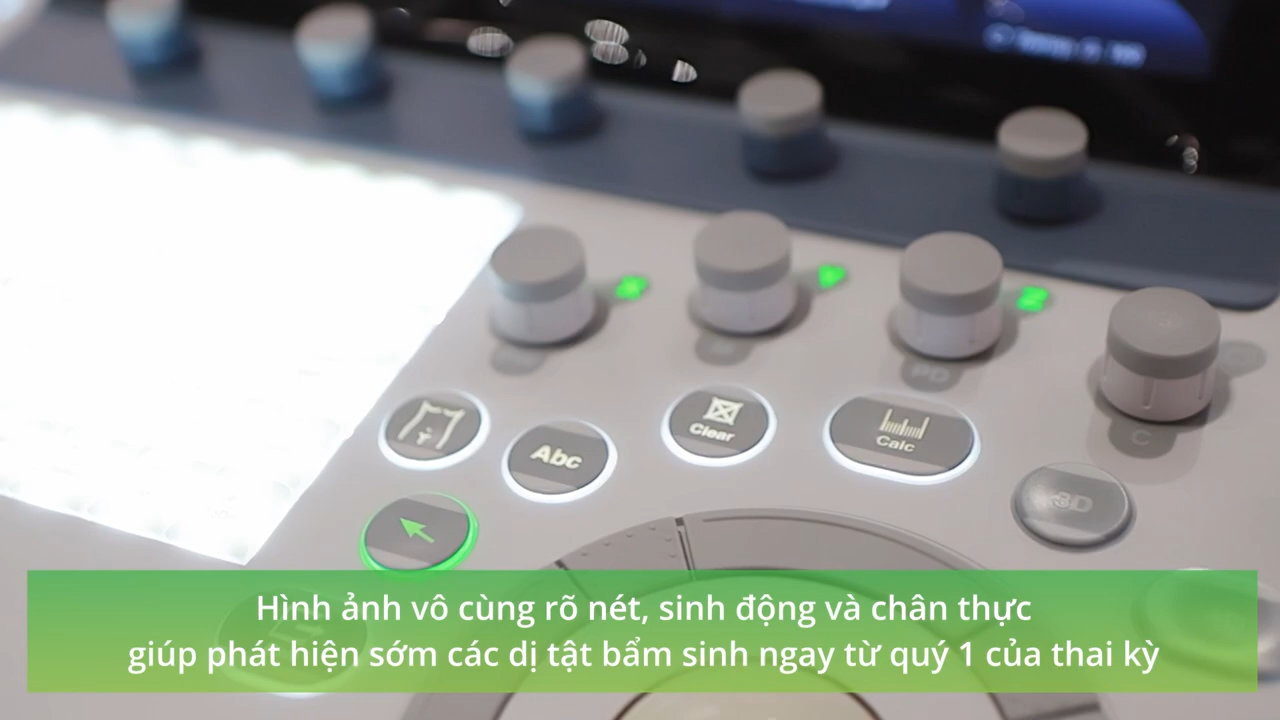 PD
Clear
Calc
Abc
C
3D
Hình ảnh vô cùng rõ nét, sinh động và chân thực
giúp phát hiện sớm các dị tật bẩm sinh ngay từ quý 1 của thai kỳ